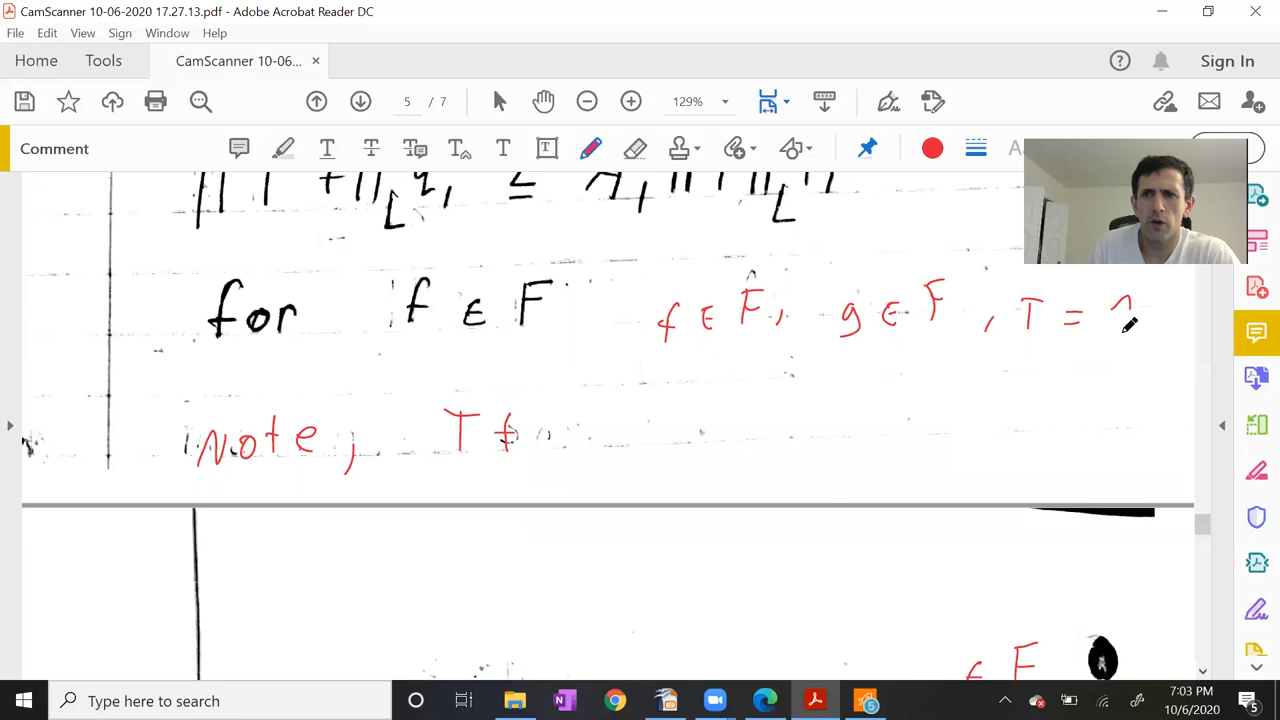 CamScanner 10-06-2020 17.27.13.pdf - Adobe Acrobat Reader DC
File Edit View Sign Window Help
Home Tools CamScanner 10-06... × Sign In
5 / 7 129%
Comment
for f ∈ F f ∈ F, g ∈ F, T = ^
Note, T f
∈ F
Type here to search
7:03 PM
10/6/2020
5
5